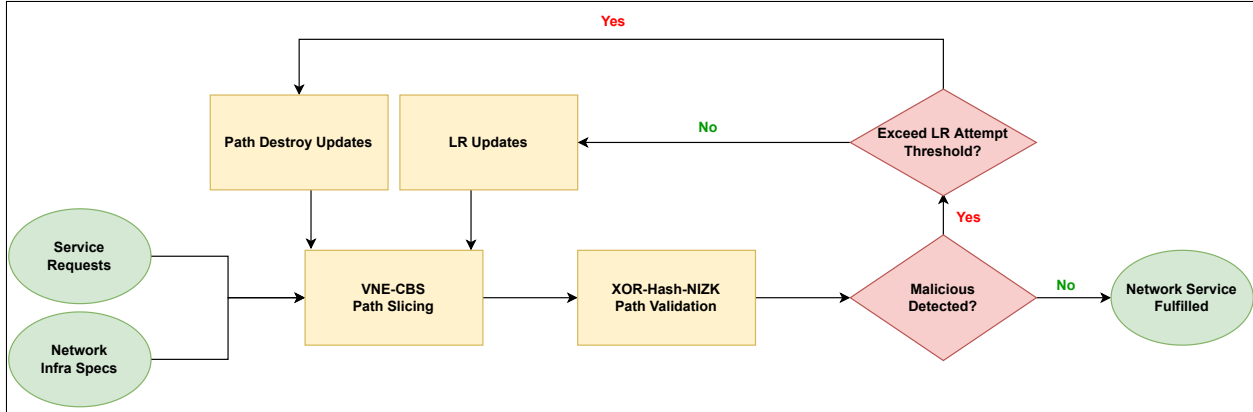 Yes
Path Destroy Updates
LR Updates
No
Exceed LR Attempt
Threshold?
Yes
Service
Requests
Network
Infra Specs
VNE-CBS
Path Slicing
XOR-Hash-NIZK
Path Validation
Malicious
Detected?
No
Network Service
Fulfilled